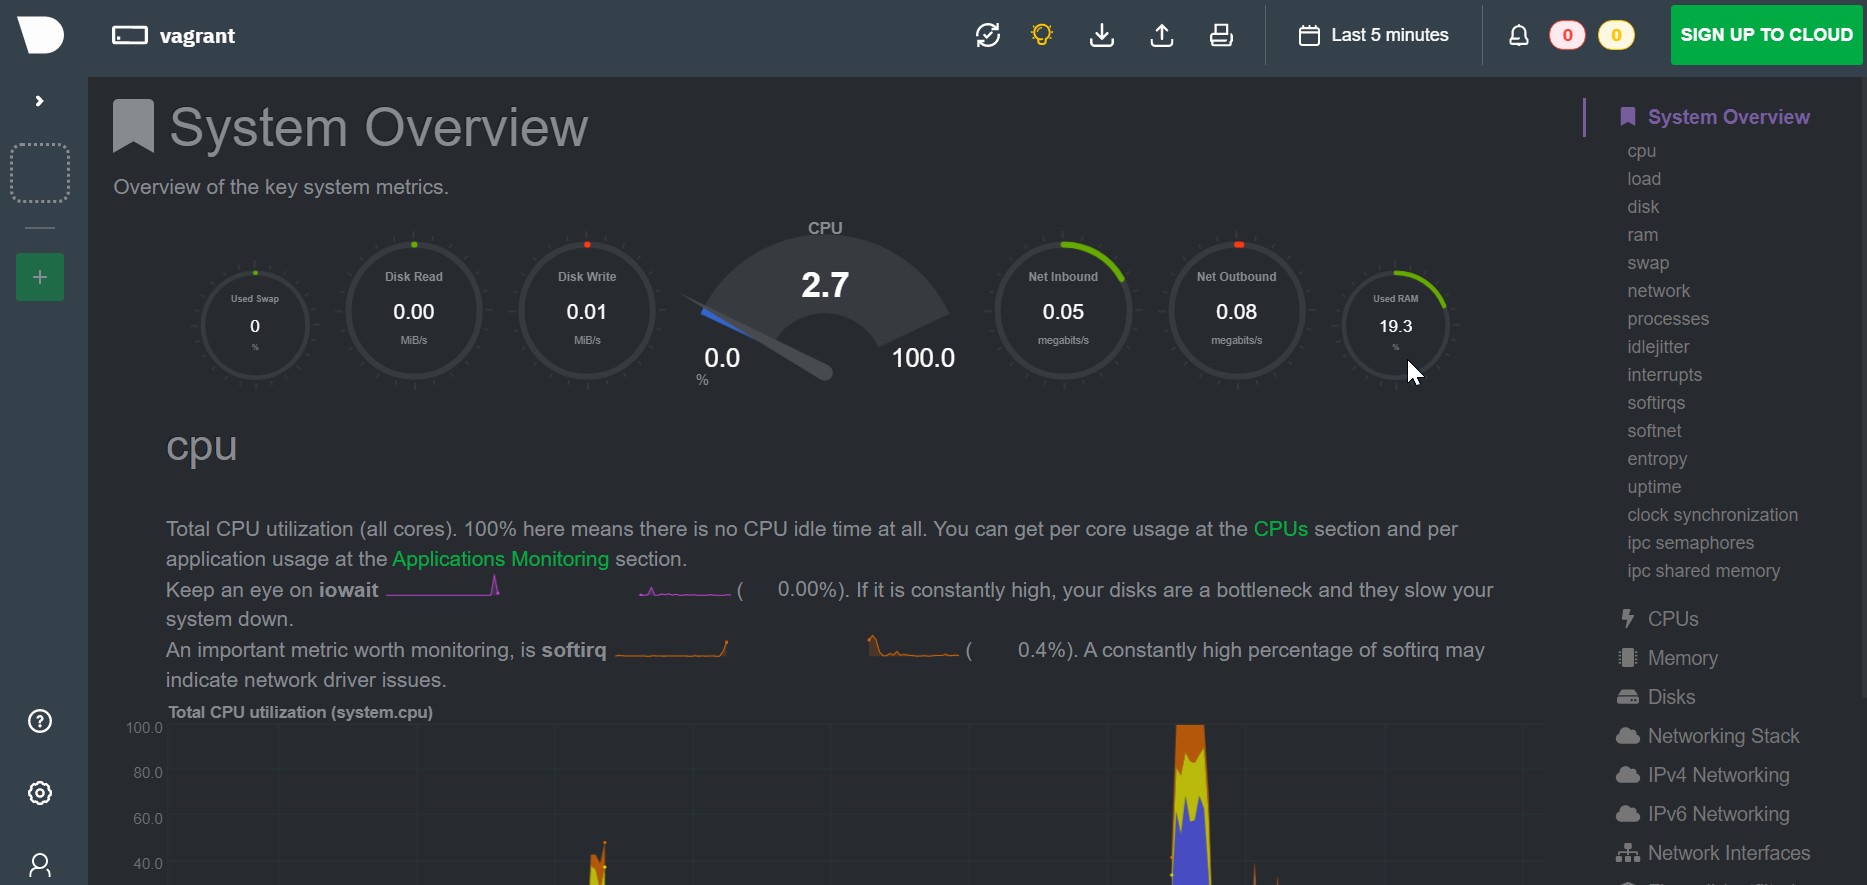 vagrant
Last 5 minutes
0
0
SIGN UP TO CLOUD
System Overview
Overview of the key system metrics.
Used Swap
0
%
Disk Read
0.00
MiB/s
Disk Write
0.01
MiB/s
CPU
2.7
0.0
100.0
%
Net Inbound
0.05
megabits/s
Net Outbound
0.08
megabits/s
Used RAM
19.3
%
cpu
Total CPU utilization (all cores). 100% here means there is no CPU idle time at all. You can get per core usage at the CPUs section and per
application usage at the Applications Monitoring section.
Keep an eye on iowait ( 0.00%). If it is constantly high, your disks are a bottleneck and they slow your
system down.
An important metric worth monitoring, is softirq ( 0.4%). A constantly high percentage of softirq may
indicate network driver issues.
Total CPU utilization (system.cpu)
100.0
80.0
60.0
40.0
System Overview
cpu
load
disk
ram
swap
network
processes
idlejitter
interrupts
softirqs
softnet
entropy
uptime
clock synchronization
ipc semaphores
ipc shared memory
CPUs
Memory
Disks
Networking Stack
IPv4 Networking
IPv6 Networking
Network Interfaces